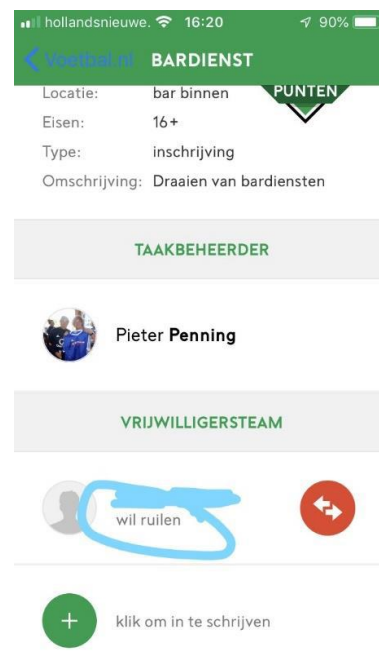 hollandsnieuwe. 16:20 90%
Voetbal.nl BARDIENST
PUNTEN
Locatie: bar binnen
Eisen: 16+
Type: inschrijving
Omschrijving: Draaien van bardiensten
TAAKBEHEERDER
Pieter Penning
VRIJWILLIGERSTEAM
wil ruilen
klik om in te schrijven